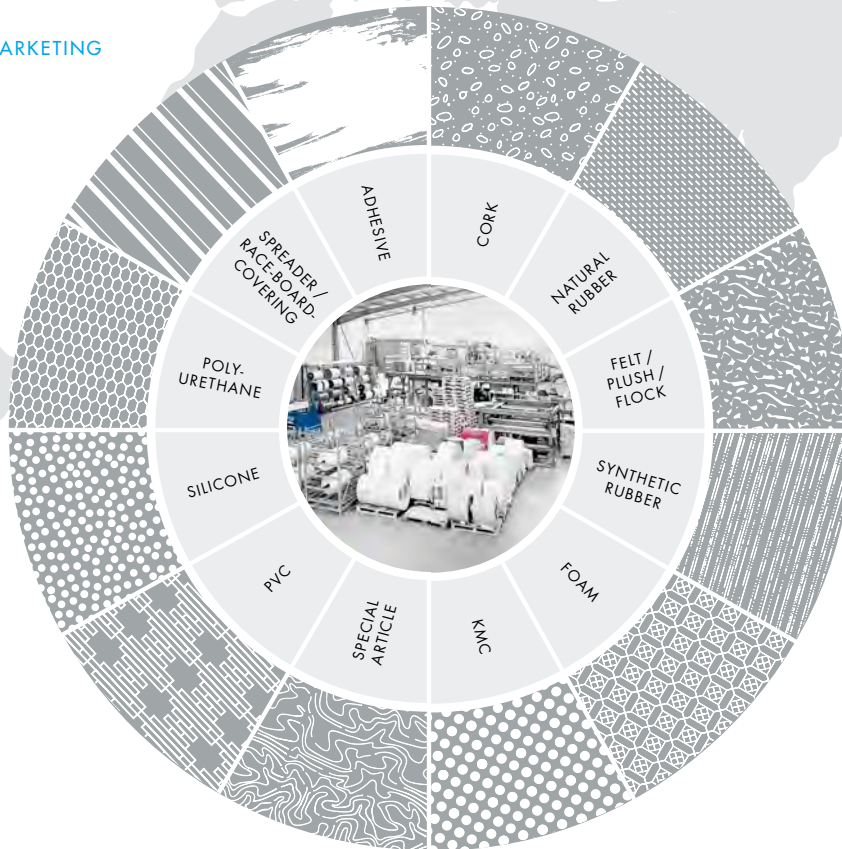 ARKETING
ADHESIVE
CORK
NATURAL
RUBBER
FELT /
PLUSH /
FLOCK
SYNTHETIC
RUBBER
FOAM
KMC
SPECIAL
ARTICLE
PVC
SILICONE
POLY-
URETHANE
SPREADER /
RACE-BOARD-
COVERING